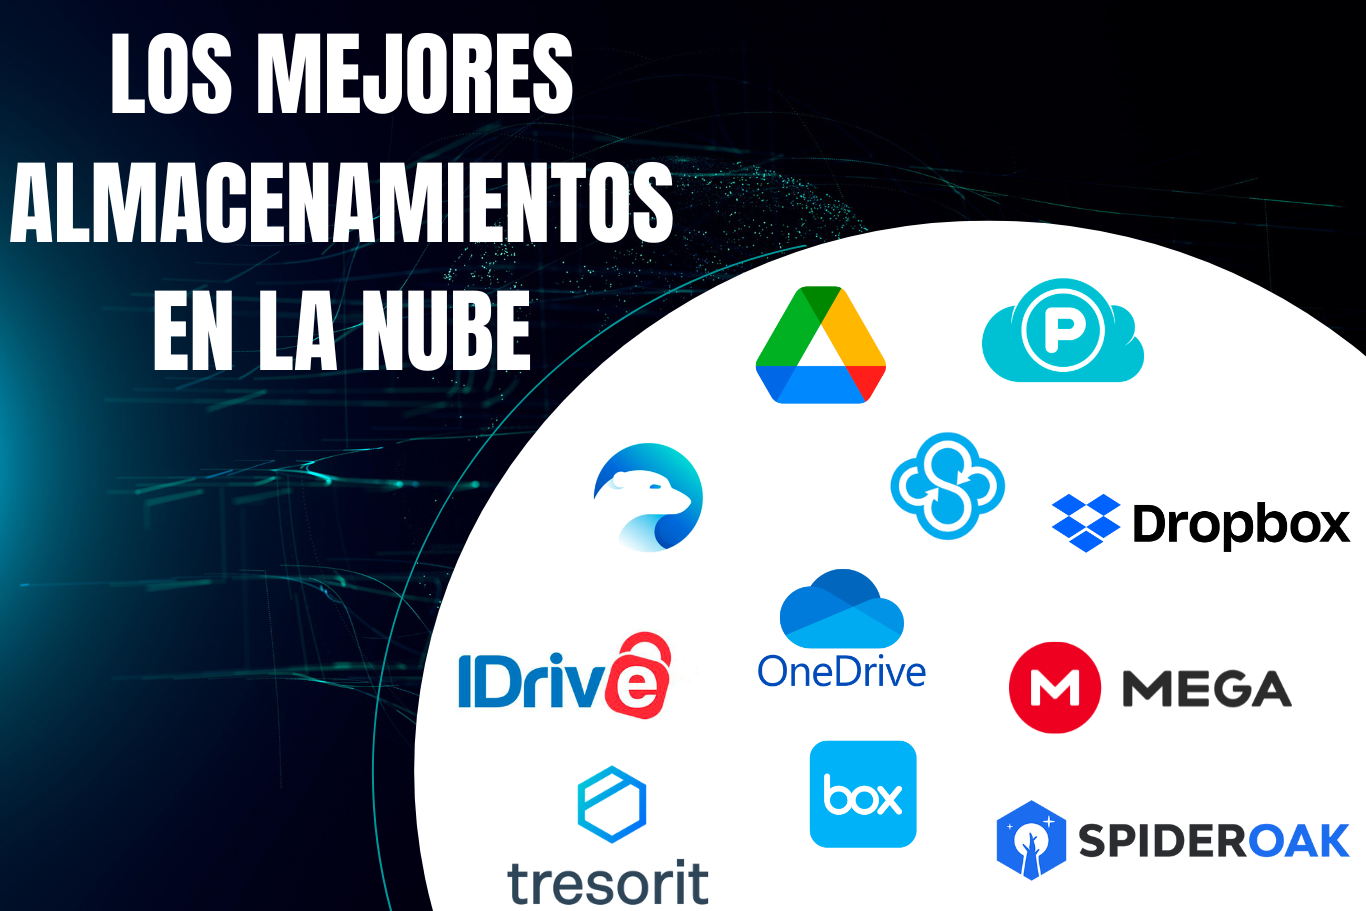 LOS MEJORES
ALMACENAMIENTOS
EN LA NUBE
P
Dropbox
OneDrive
IDrive
M MEGA
box
tresorit
SPIDEROAK